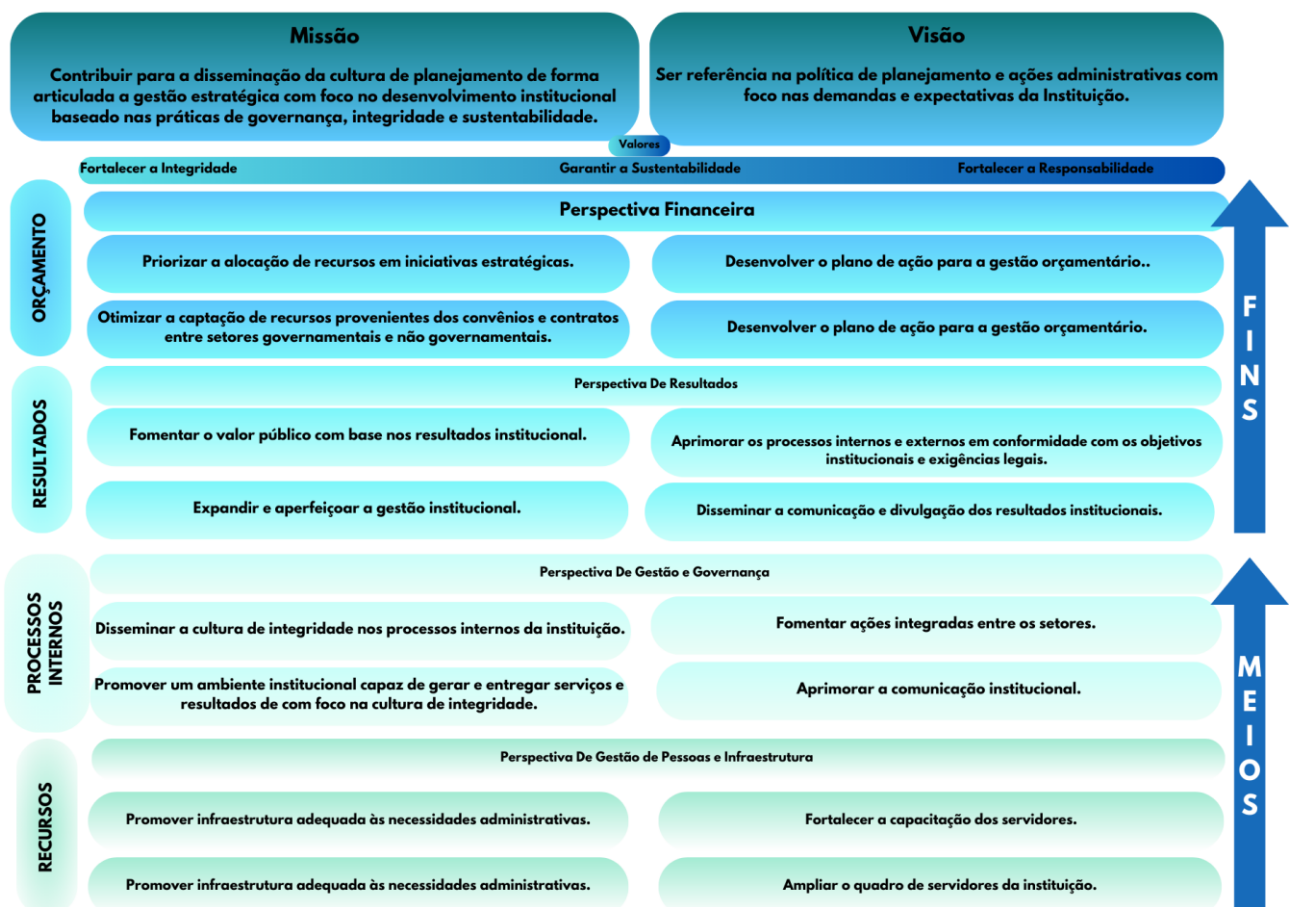 Missão
Contribuir para a disseminação da cultura de planejamento de forma
articulada a gestão estratégica com foco no desenvolvimento institucional
baseado nas práticas de governança, integridade e sustentabilidade.
Visão
Ser referência na política de planejamento e ações administrativas com
foco nas demandas e expectativas da Instituição.
Valores
Fortalecer a Integridade
Garantir a Sustentabilidade
Fortalecer a Responsabilidade
ORÇAMENTO
Perspectiva Financeira
Priorizar a alocação de recursos em iniciativas estratégicas.
Desenvolver o plano de ação para a gestão orçamentário..
Otimizar a captação de recursos provenientes dos convênios e contratos
entre setores governamentais e não governamentais.
Desenvolver o plano de ação para a gestão orçamentário.
RESULTADOS
Perspectiva De Resultados
Fomentar o valor público com base nos resultados institucional.
Aprimorar os processos internos e externos em conformidade com os objetivos
institucionais e exigências legais.
Expandir e aperfeiçoar a gestão institucional.
Disseminar a comunicação e divulgação dos resultados institucionais.
FINS
PROCESSOS
INTERNOS
Perspectiva De Gestão e Governança
Disseminar a cultura de integridade nos processos internos da instituição.
Fomentar ações integradas entre os setores.
Promover um ambiente institucional capaz de gerar e entregar serviços e
resultados de com foco na cultura de integridade.
Aprimorar a comunicação institucional.
RECURSOS
Perspectiva De Gestão de Pessoas e Infraestrutura
Promover infraestrutura adequada às necessidades administrativas.
Fortalecer a capacitação dos servidores.
Promover infraestrutura adequada às necessidades administrativas.
Ampliar o quadro de servidores da instituição.
MEIOS